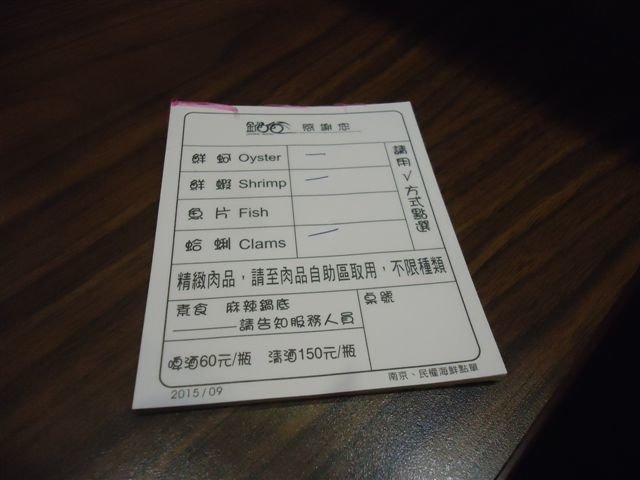 鍋 感謝您
鮮 蚵 Oyster
鮮 蝦 Shrimp
魚 片 Fish
蛤 蜊 Clams
請用√方式點選
精緻肉品，請至肉品自助區取用，不限種類
素食 麻辣鍋底
請告知服務人員
桌號
啤酒60元/瓶 清酒150元/瓶
南京、民權海鮮點單
2015/09